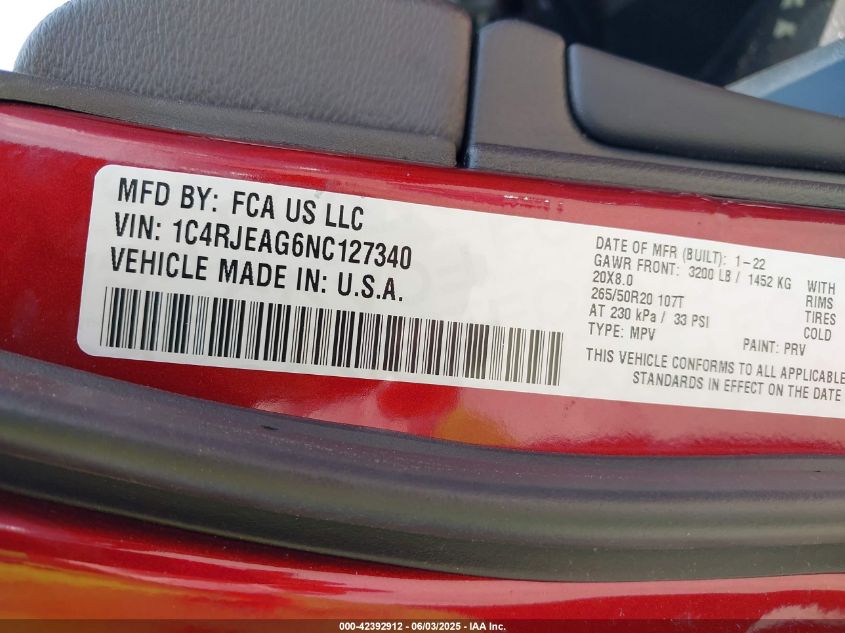 MFD BY: FCA US LLC
VIN: 1C4RJEAG6NC127340
VEHICLE MADE IN: U.S.A.
DATE OF MFR (BUILT): 1-22
GAWR FRONT: 3200 LB / 1452 KG WITH
20X8.0 RIMS
265/50R20 107T TIRES
AT 230 kPa / 33 PSI COLD
TYPE: MPV PAINT: PRV
THIS VEHICLE CONFORMS TO ALL APPLICABLE
STANDARDS IN EFFECT ON THE DATE
000-42392912 - 06/03/2025 - IAA Inc.